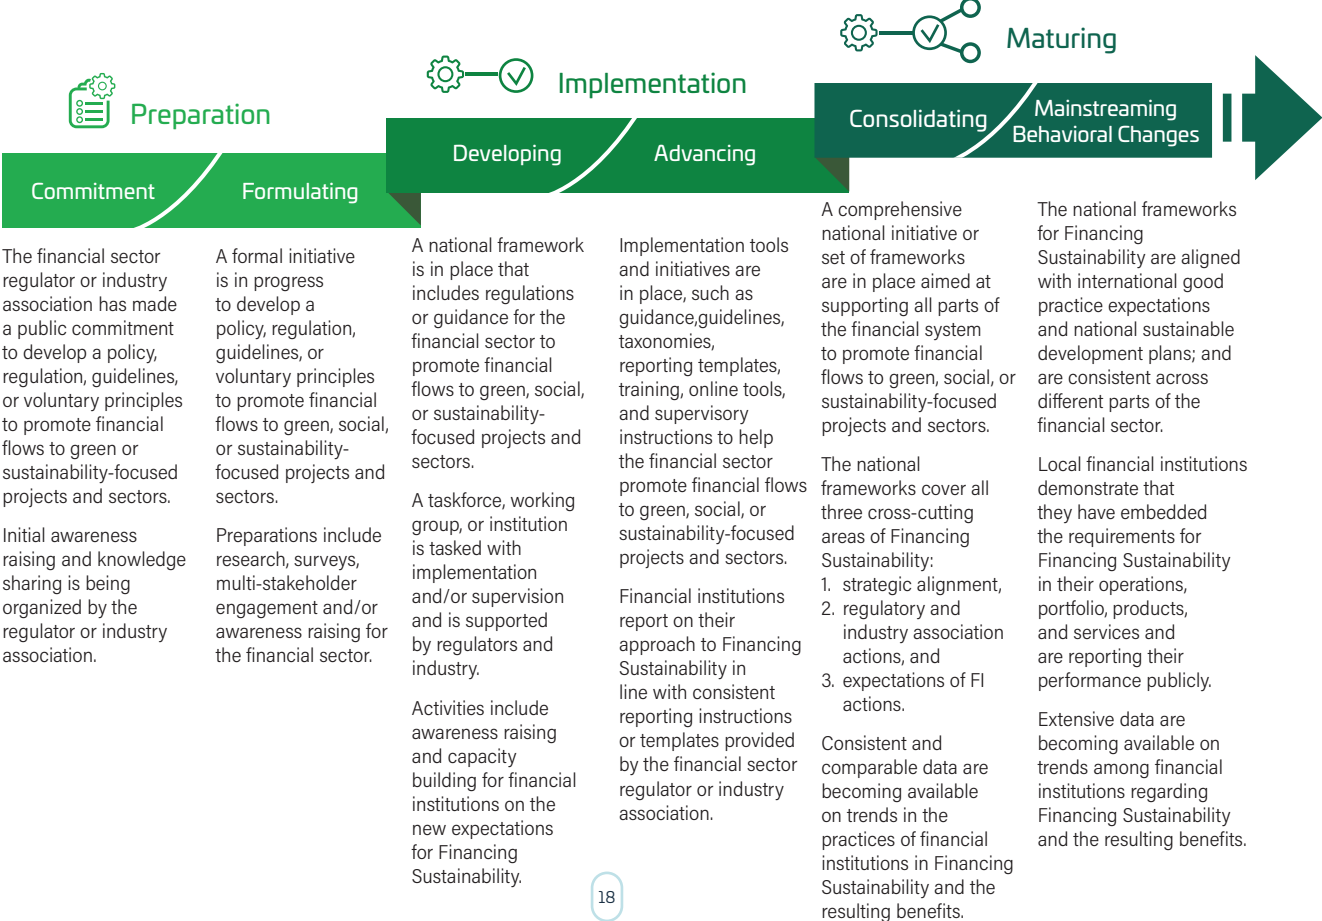 Preparation
Commitment
Formulating
The financial sector
regulator or industry
association has made
a public commitment
to develop a policy,
regulation, guidelines,
or voluntary principles
to promote financial
flows to green or
sustainability-focused
projects and sectors.
Initial awareness
raising and knowledge
sharing is being
organized by the
regulator or industry
association.
A formal initiative
is in progress
to develop a
policy, regulation,
guidelines, or
voluntary principles
to promote financial
flows to green, social,
or sustainability-
focused projects and
sectors.
Preparations include
research, surveys,
multi-stakeholder
engagement and/or
awareness raising for
the financial sector.
Implementation
Developing
Advancing
A national framework
is in place that
includes regulations
or guidance for the
financial sector to
promote financial
flows to green, social,
or sustainability-
focused projects and
sectors.
A taskforce, working
group, or institution
is tasked with
implementation
and/or supervision
and is supported
by regulators and
industry.
Activities include
awareness raising
and capacity
building for financial
institutions on the
new expectations
for Financing
Sustainability.
Implementation tools
and initiatives are
in place, such as
guidance,guidelines,
taxonomies,
reporting templates,
training, online tools,
and supervisory
instructions to help
the financial sector
promote financial flows
to green, social, or
sustainability-focused
projects and sectors.
Financial institutions
report on their
approach to Financing
Sustainability in
line with consistent
reporting instructions
or templates provided
by the financial sector
regulator or industry
association.
Maturing
Consolidating
Mainstreaming
Behavioral Changes
A comprehensive
national initiative or
set of frameworks
are in place aimed at
supporting all parts of
the financial system
to promote financial
flows to green, social, or
sustainability-focused
projects and sectors.
The national
frameworks cover all
three cross-cutting
areas of Financing
Sustainability:
1. strategic alignment,
2. regulatory and
industry association
actions, and
3. expectations of FI
actions.
Consistent and
comparable data are
becoming available
on trends in the
practices of financial
institutions in Financing
Sustainability and the
resulting benefits.
The national frameworks
for Financing
Sustainability are aligned
with international good
practice expectations
and national sustainable
development plans; and
are consistent across
different parts of the
financial sector.
Local financial institutions
demonstrate that
they have embedded
the requirements for
Financing Sustainability
in their operations,
portfolio, products,
and services and
are reporting their
performance publicly.
Extensive data are
becoming available on
trends among financial
institutions regarding
Financing Sustainability
and the resulting benefits.
18